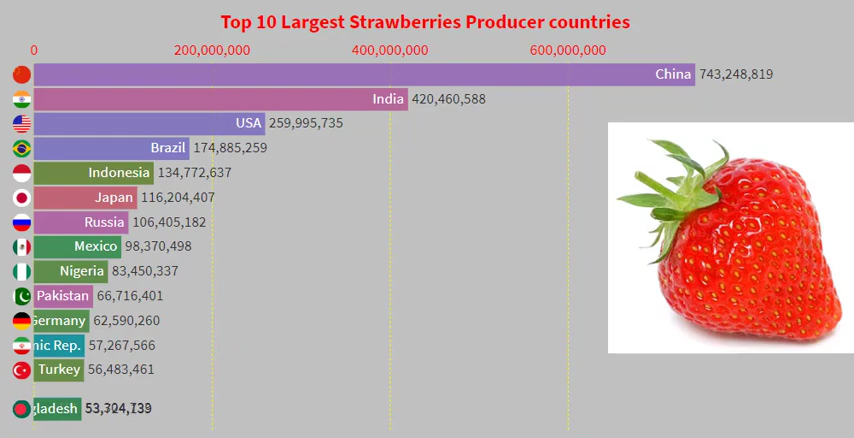 Top 10 Largest Strawberries Producer countries
0 200,000,000 400,000,000 600,000,000
China 743,248,819
India 420,460,588
USA 259,995,735
Brazil 174,885,259
Indonesia 134,772,637
Japan 116,204,407
Russia 106,405,182
Mexico 98,370,498
Nigeria 83,450,337
Pakistan 66,716,401
Germany 62,590,260
nic Rep. 57,267,566
Turkey 56,483,461
gladesh